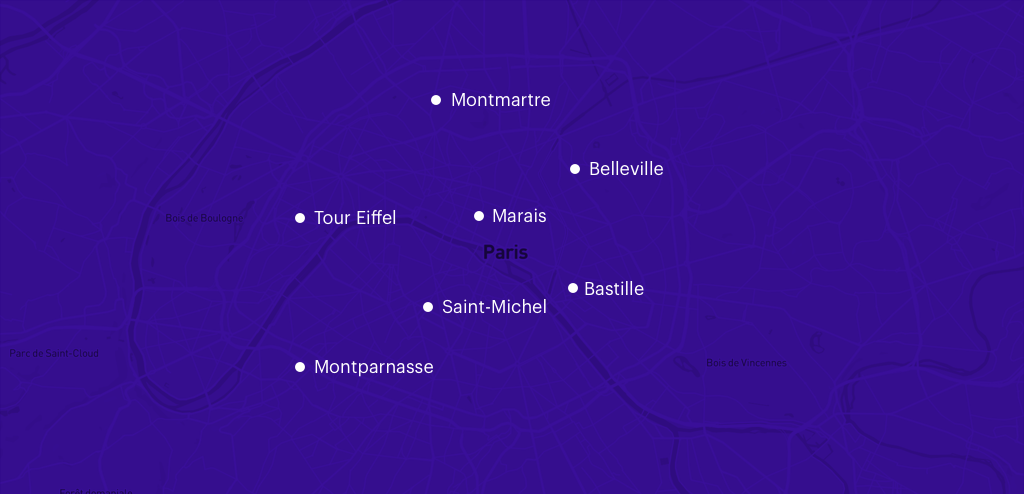 Montmartre
Belleville
Tour Eiffel
Marais
Bois de Boulogne
Paris
Bastille
Saint-Michel
Parc de Saint-Cloud
Bois de Vincennes
Montparnasse